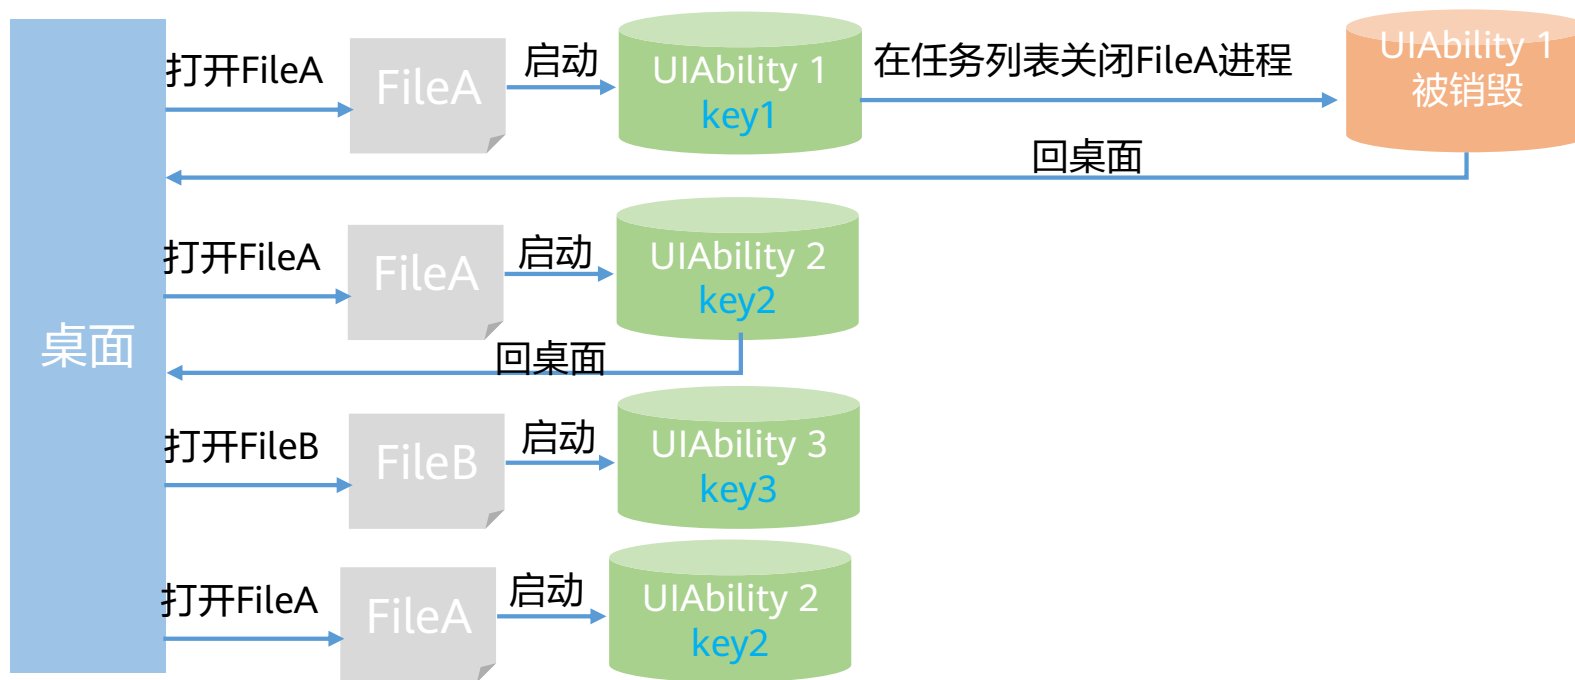 桌面
打开FileA
FileA
启动
UIAbility 1
key1
在任务列表关闭FileA进程
UIAbility 1
被销毁
回桌面
打开FileA
FileA
启动
UIAbility 2
key2
回桌面
打开FileB
FileB
启动
UIAbility 3
key3
打开FileA
FileA
启动
UIAbility 2
key2